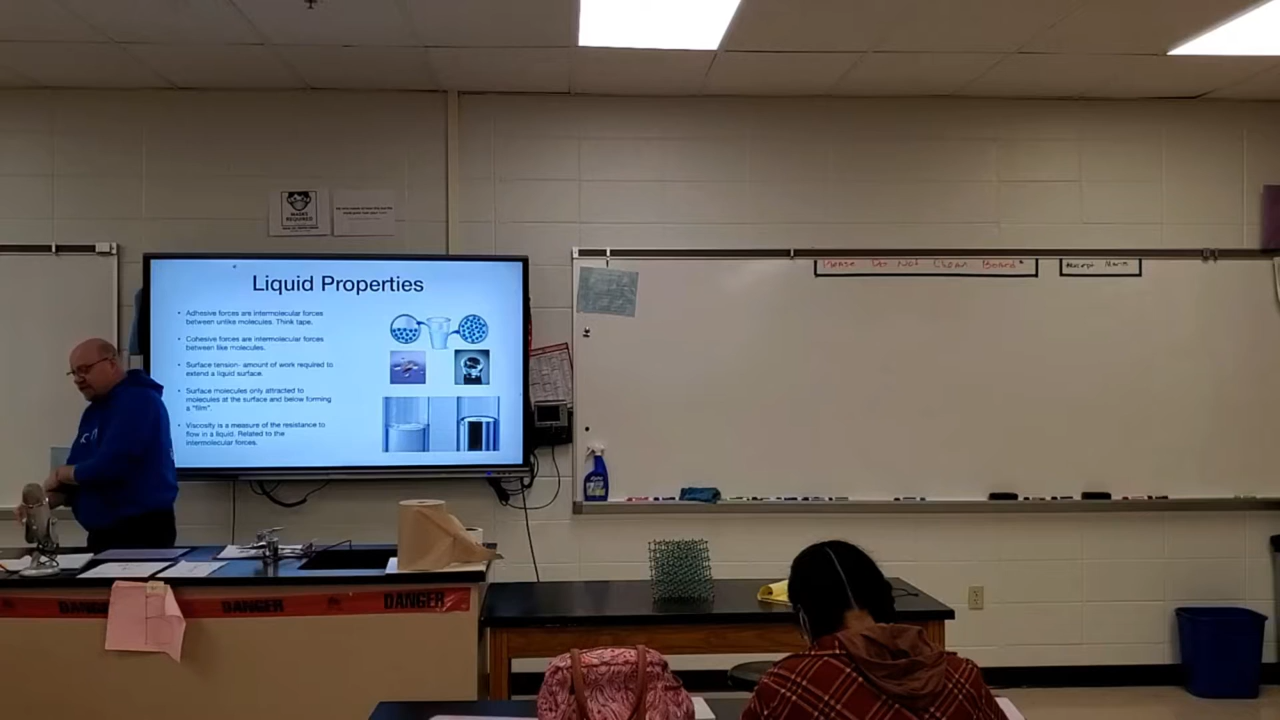 MASKS
REQUIRED
Please Do Not Clean Board
Liquid Properties
• Adhesive forces are intermolecular forces
between unlike molecules. Think tape.
• Cohesive forces are intermolecular forces
between like molecules.
• Surface tension- amount of work required to
extend a liquid surface.
• Surface molecules only attracted to
molecules at the surface and below forming
a "film".
• Viscosity is a measure of the resistance to
flow in a liquid. Related to the
intermolecular forces.
DANGER
DANGER
DANGER